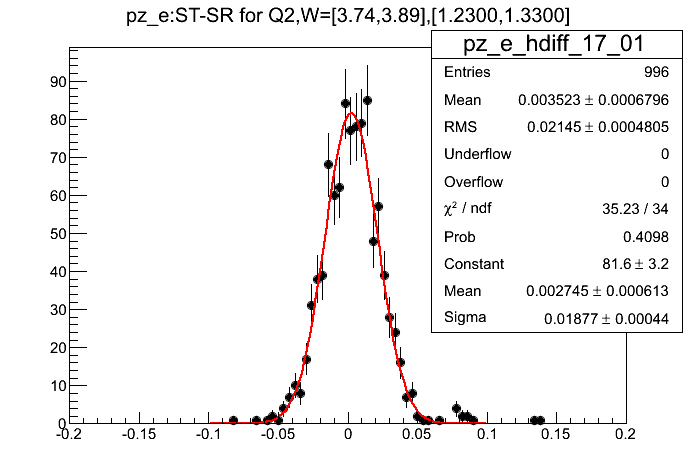 pz_e:ST-SR for Q2,W=[3.74,3.89],[1.2300,1.3300]
pz_e_hdiff_17_01
Entries 996
Mean 0.003523 ± 0.0006796
RMS 0.02145 ± 0.0004805
Underflow 0
Overflow 0
χ² / ndf 35.23 / 34
Prob 0.4098
Constant 81.6 ± 3.2
Mean 0.002745 ± 0.000613
Sigma 0.01877 ± 0.00044
90
80
70
60
50
40
30
20
10
0
-0.2 -0.15 -0.1 -0.05 0 0.05 0.1 0.15 0.2